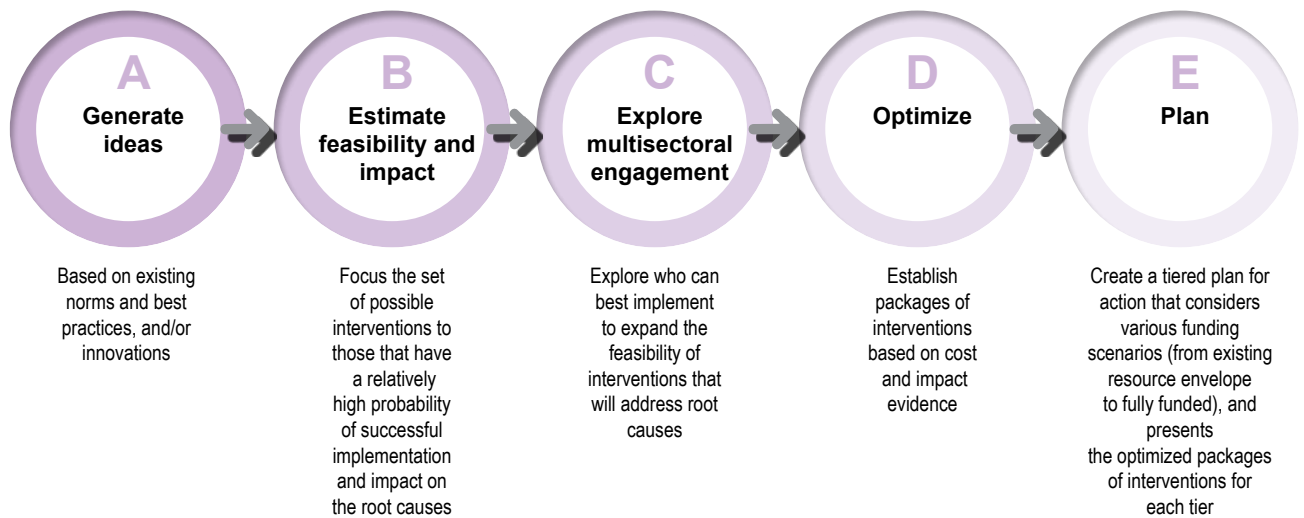 A
Generate
ideas
Based on existing
norms and best
practices, and/or
innovations
B
Estimate
feasibility and
impact
Focus the set
of possible
interventions to
those that have
a relatively
high probability
of successful
implementation
and impact on
the root causes
C
Explore
multisectoral
engagement
Explore who can
best implement
to expand the
feasibility of
interventions that
will address root
causes
D
Optimize
Establish
packages of
interventions
based on cost
and impact
evidence
E
Plan
Create a tiered plan for
action that considers
various funding
scenarios (from existing
resource envelope
to fully funded), and
presents
the optimized packages
of interventions for
each tier